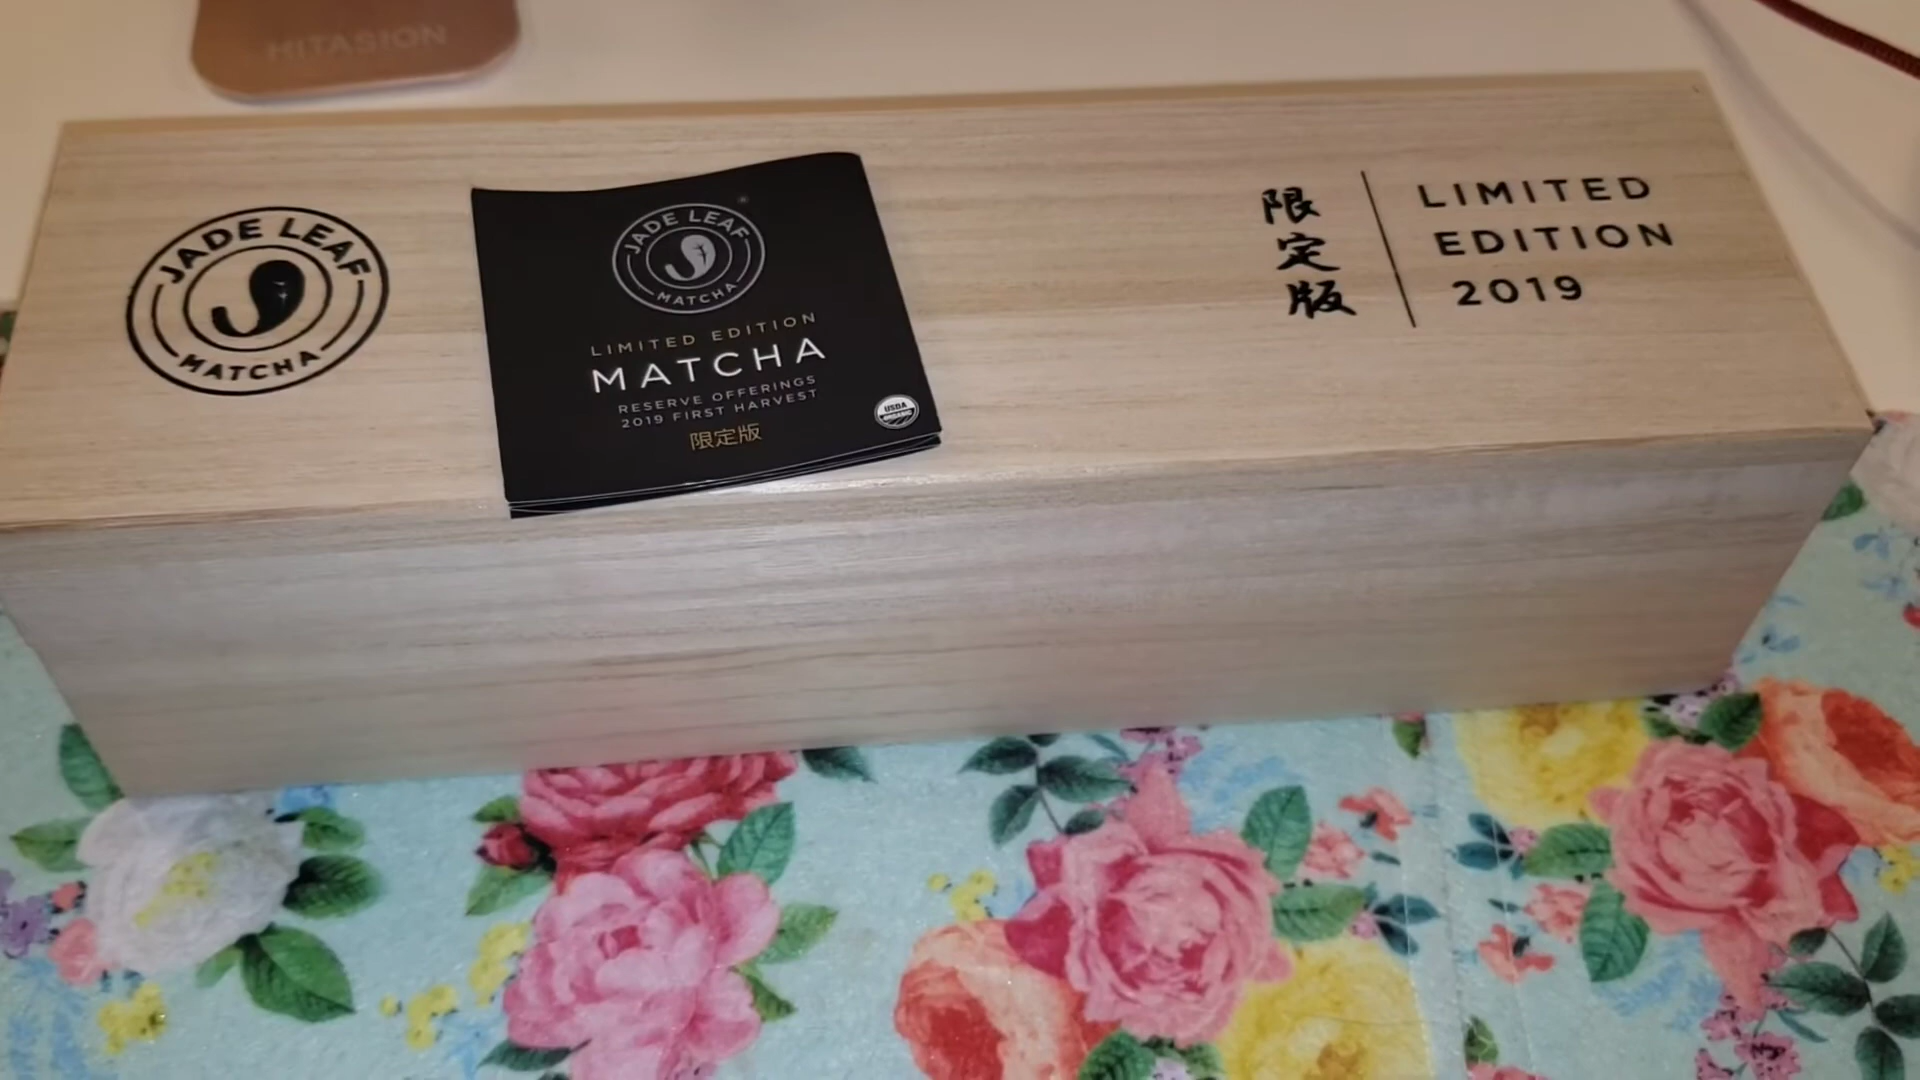 HITASION
JADE LEAF
MATCHA
JADE LEAF
®
MATCHA
LIMITED EDITION
MATCHA
RESERVE OFFERINGS
2019 FIRST HARVEST
限定版
USDA
ORGANIC
限定版
LIMITED
EDITION
2019